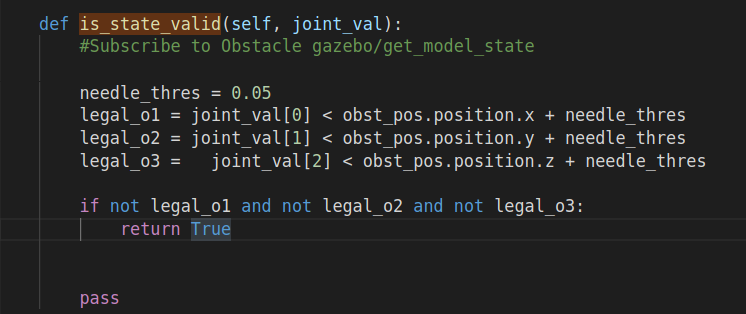 def is_state_valid(self, joint_val):
    #Subscribe to Obstacle gazebo/get_model_state
    needle_thres = 0.05
    legal_o1 = joint_val[0] < obst_pos.position.x + needle_thres
    legal_o2 = joint_val[1] < obst_pos.position.y + needle_thres
    legal_o3 =   joint_val[2] < obst_pos.position.z + needle_thres
    if not legal_o1 and not legal_o2 and not legal_o3:
        return True
    pass